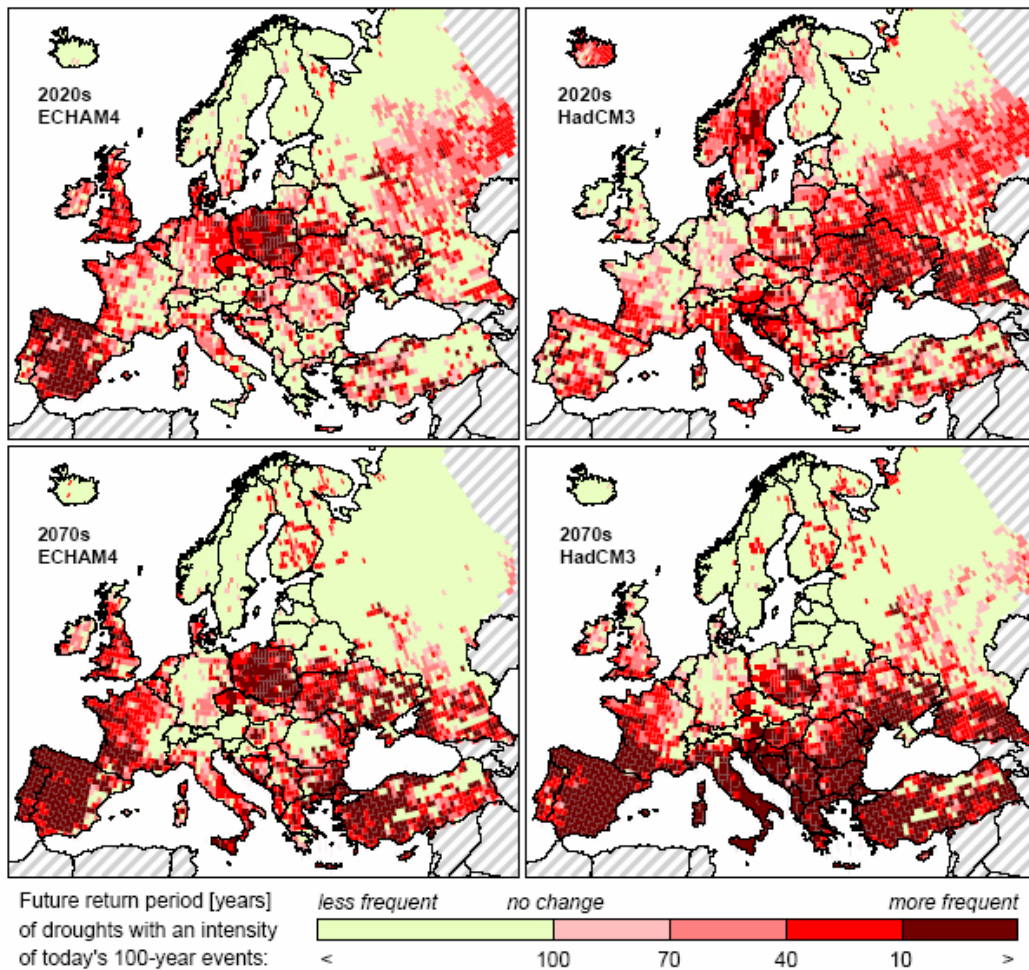 2020s
ECHAM4
2020s
HadCM3
2070s
ECHAM4
2070s
HadCM3
Future return period [years]
of droughts with an intensity
of today's 100-year events:
less frequent no change more frequent
< 100 70 40 10 >